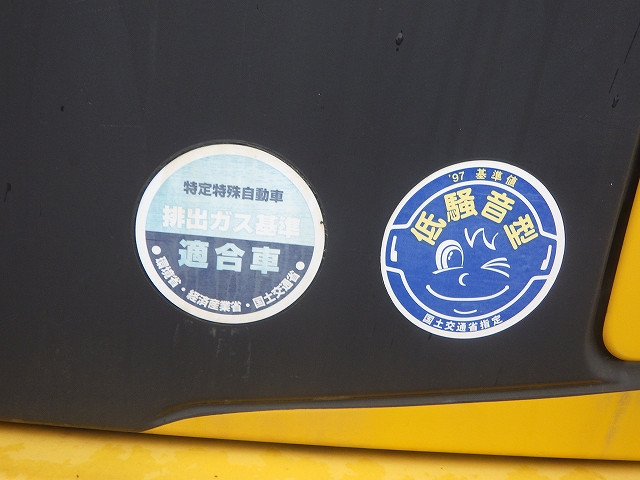 特定特殊自動車
排出ガス基準
適合車
●環境省・経済産業省・国土交通省●
'97 基準値
低騒音型
国土交通省指定